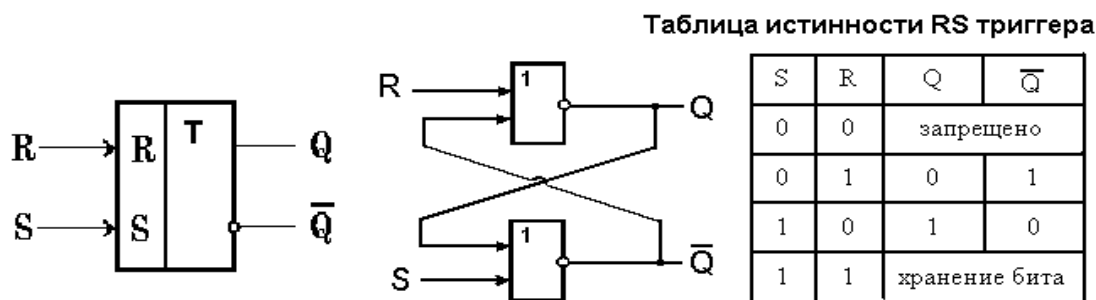 Таблица истинности RS триггера
R R T Q
S S Q̅
R 1 Q
1
S Q̅
S R Q Q̅
0 0 запрещено
0 1 0 1
1 0 1 0
1 1 хранение бита